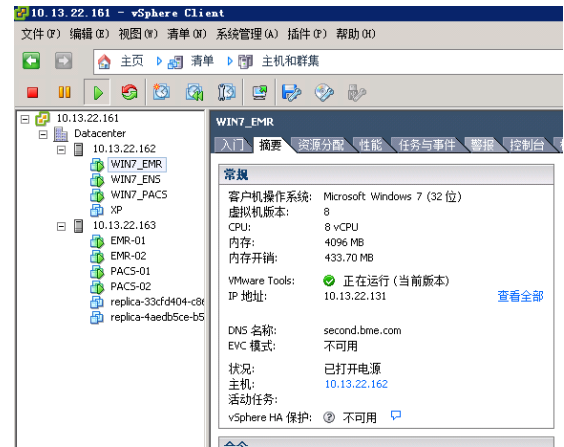 10.13.22.161 - vSphere Clie
文件(F) 编辑(E) 视图(V) 清单(N) 系统管理(A) 插件(P) 帮助(H)
主页 清单 主机和群集
10.13.22.161
Datacenter
10.13.22.162
WIN7_EMR
WIN7_ENS
WIN7_PACS
XP
10.13.22.163
EMR-01
EMR-02
PACS-01
PACS-02
replica-33cfd404-c8
replica-4aedb5ce-b5
WIN7_EMR
入门 摘要 资源分配 性能 任务与事件 警报 控制台
常规
客户机操作系统: Microsoft Windows 7 (32 位)
虚拟机版本: 8
CPU: 8 vCPU
内存: 4096 MB
内存开销: 433.70 MB
VMware Tools: 正在运行 (当前版本)
IP 地址: 10.13.22.131 查看全部
DNS 名称: second.bme.com
EVC 模式: 不可用
状况: 已打开电源
主机: 10.13.22.162
活动任务:
vSphere HA 保护: 不可用